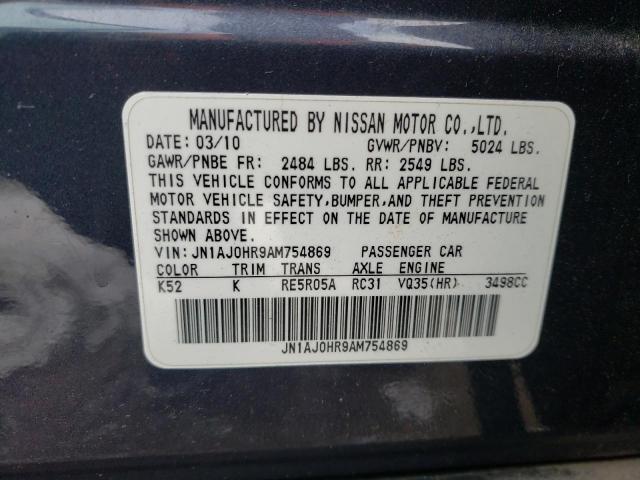 MANUFACTURED BY NISSAN MOTOR CO.,LTD.
DATE: 03/10 GVWR/PNBV: 5024 LBS.
GAWR/PNBE FR: 2484 LBS. RR: 2549 LBS.
THIS VEHICLE CONFORMS TO ALL APPLICABLE FEDERAL
MOTOR VEHICLE SAFETY,BUMPER,AND THEFT PREVENTION
STANDARDS IN EFFECT ON THE DATE OF MANUFACTURE
SHOWN ABOVE.
VIN: JN1AJ0HR9AM754869 PASSENGER CAR
COLOR TRIM TRANS AXLE ENGINE
K52 K RE5R05A RC31 VQ35(HR) 3498CC
JN1AJ0HR9AM754869